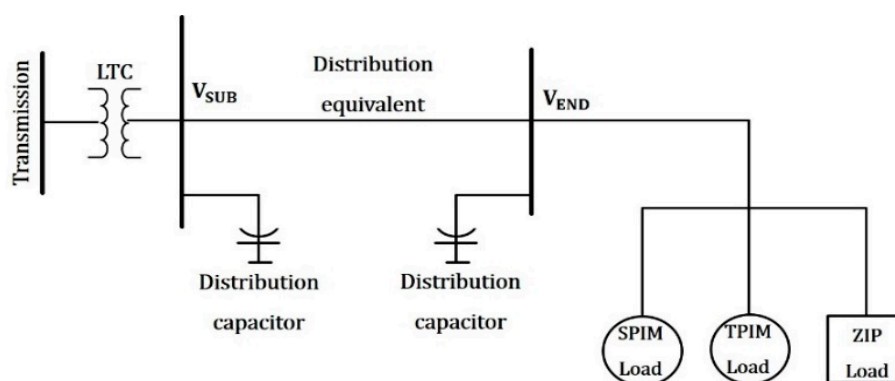 Transmission
LTC
V_SUB
Distribution
equivalent
V_END
Distribution
capacitor
Distribution
capacitor
SPIM
Load
TPIM
Load
ZIP
Load